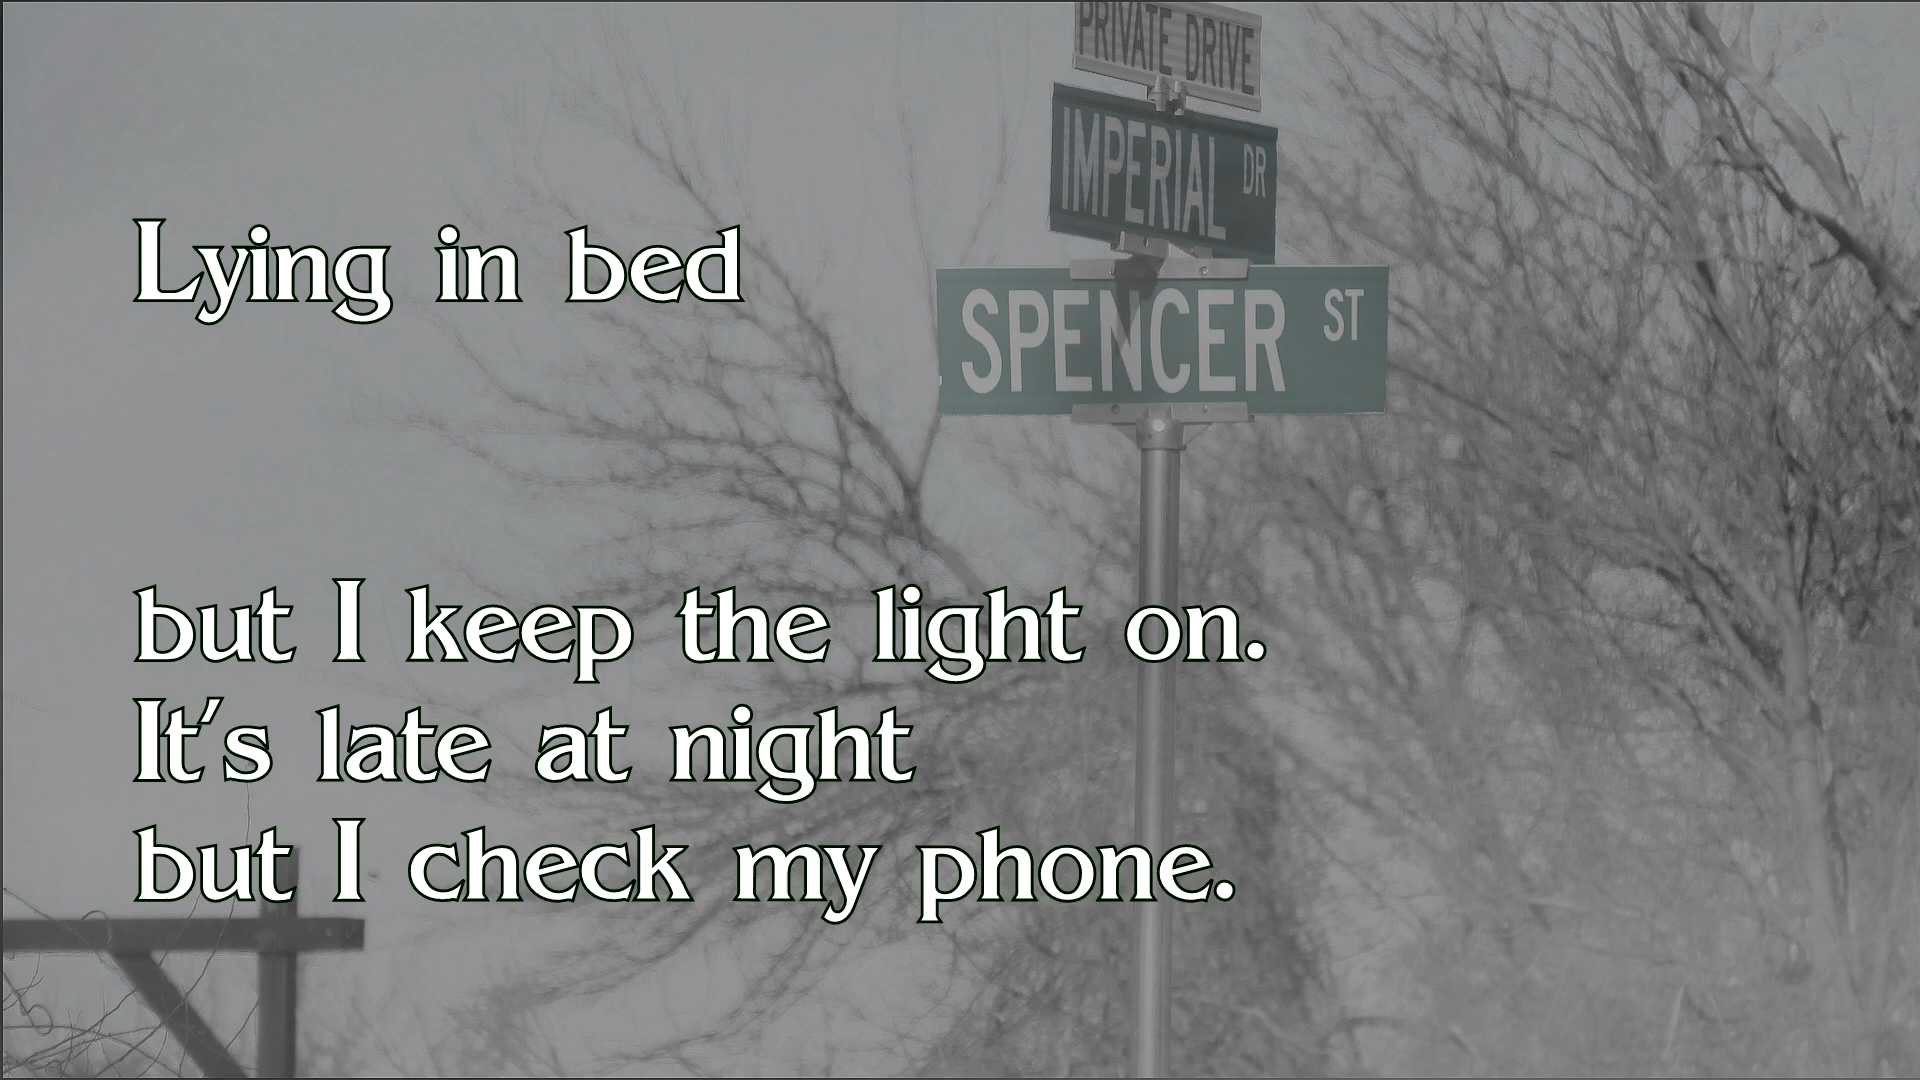 PRIVATE DRIVE
IMPERIAL DR
SPENCER ST
Lying in bed
but I keep the light on.
It's late at night
but I check my phone.